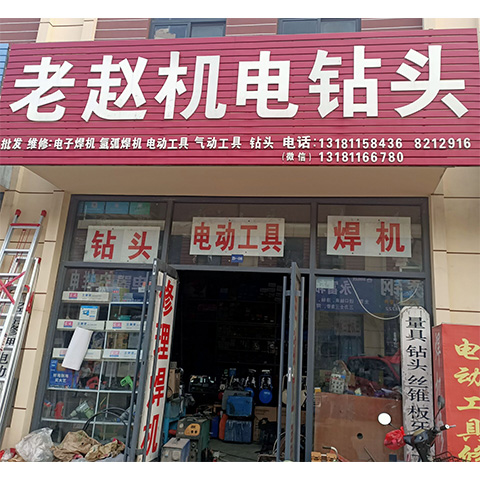 老赵机电钻头
批发 维修:电子焊机 氩弧焊机 电动工具 气动工具 钻头 电话:13181158436 8212916
(微信)13181166780
钻头
电动工具
焊机
修理焊机
量具 钻头 丝锥 板牙
电动工具修